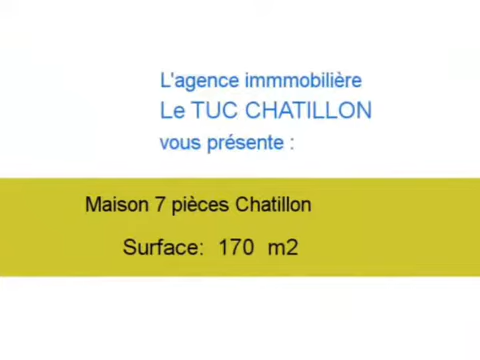 L'agence immmobilière
Le TUC CHATILLON
vous présente :
Maison 7 pièces Chatillon
Surface: 170 m2